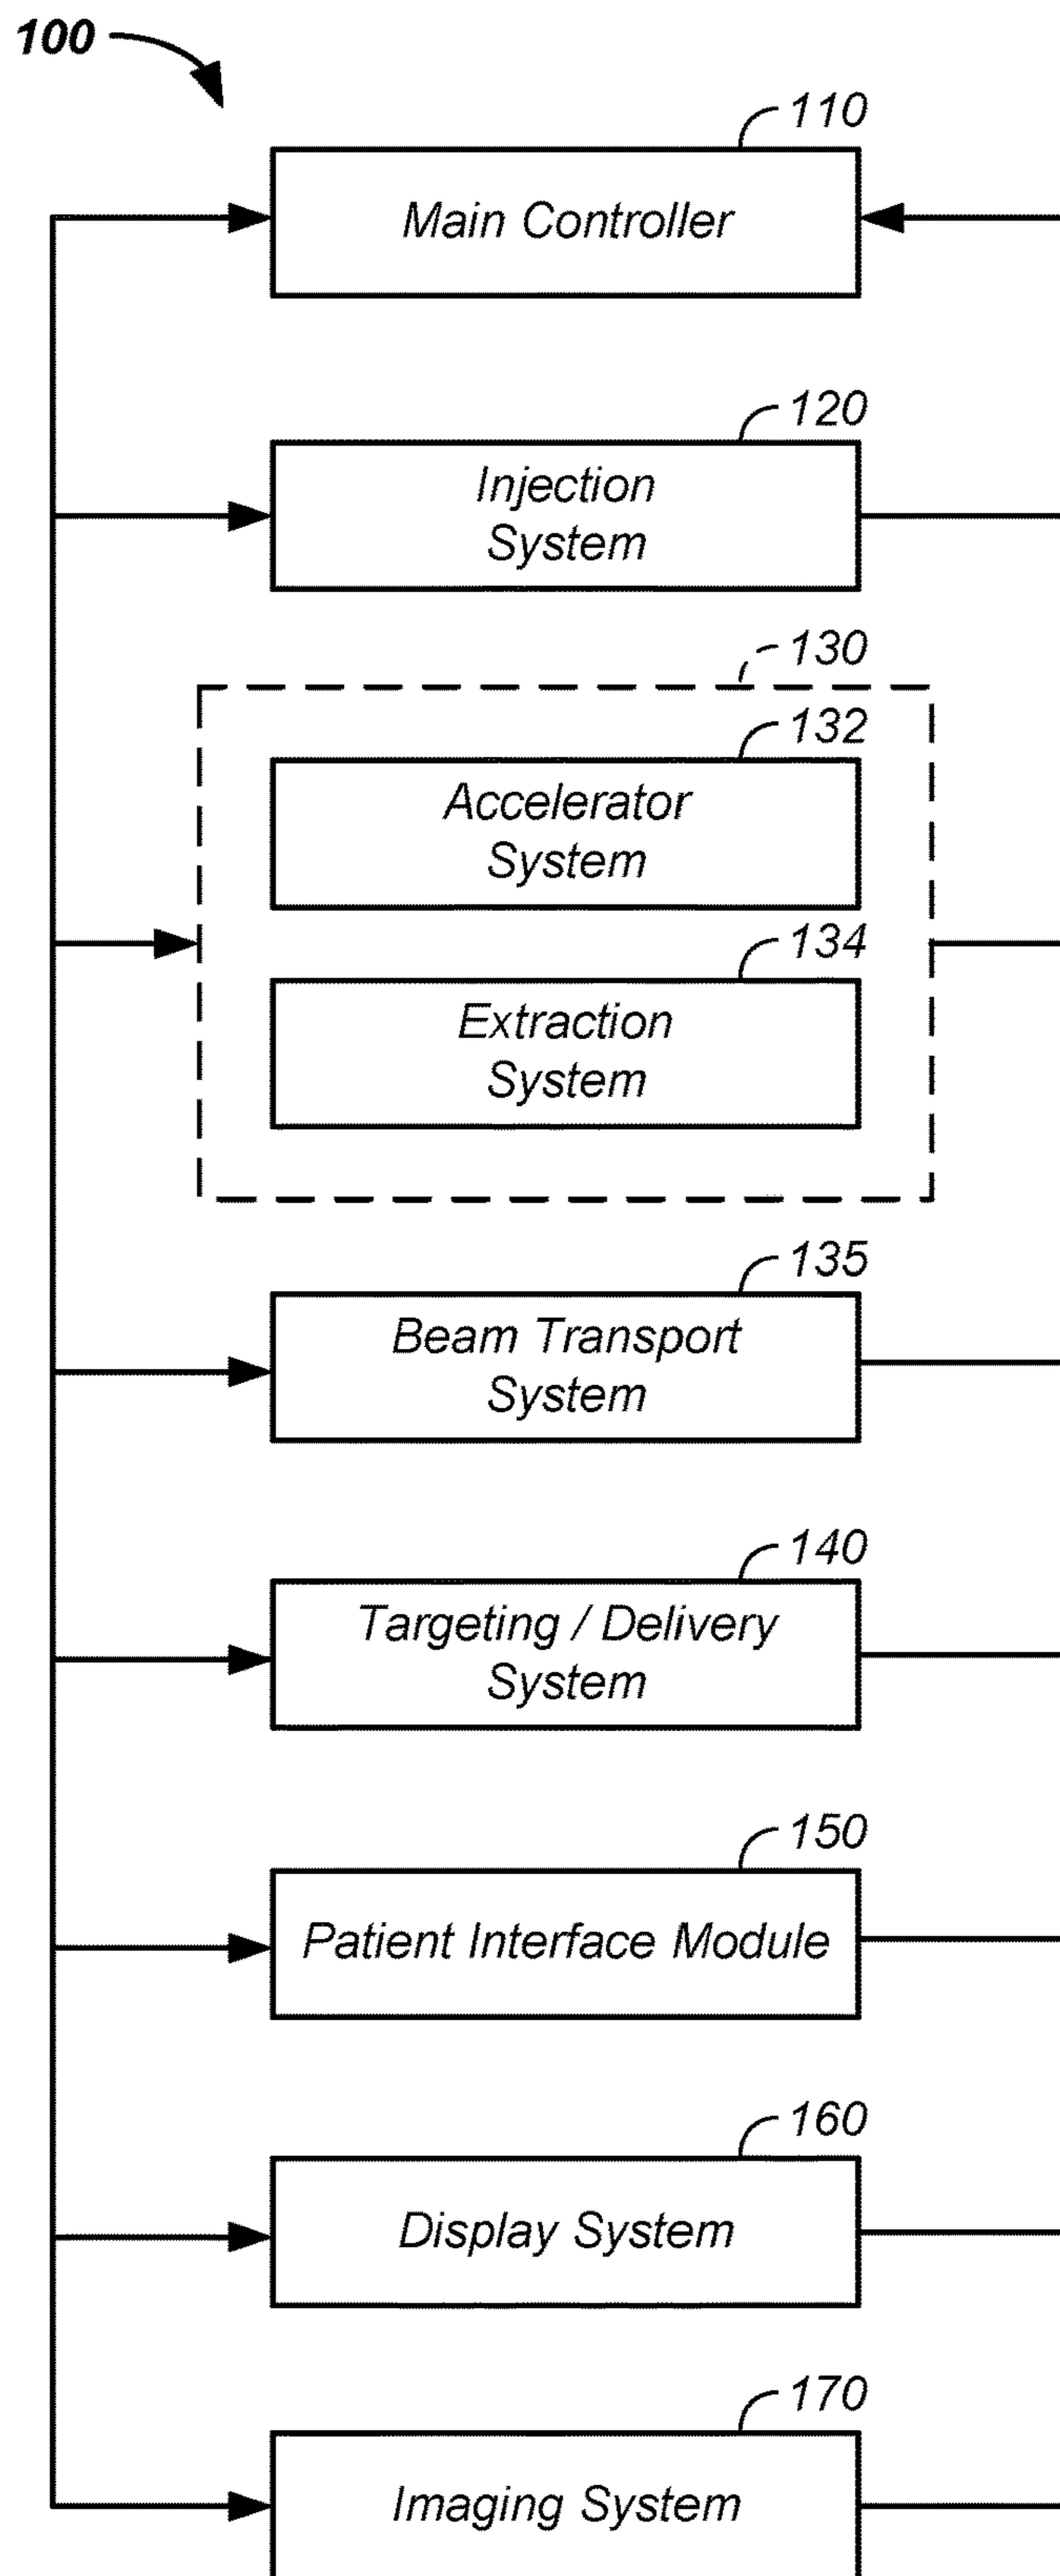 100
110
Main Controller
120
Injection
System
130
132
Accelerator
System
134
Extraction
System
135
Beam Transport
System
140
Targeting / Delivery
System
150
Patient Interface Module
160
Display System
170
Imaging System